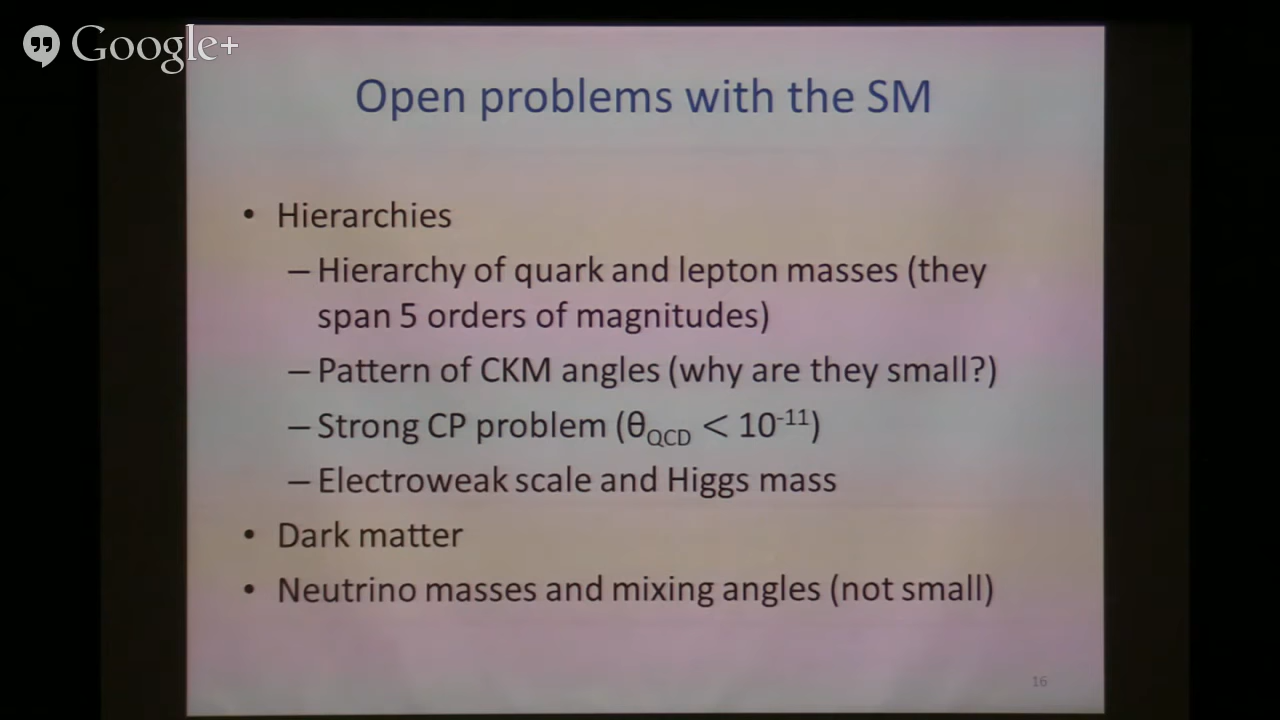 Google+
Open problems with the SM
• Hierarchies
– Hierarchy of quark and lepton masses (they
span 5 orders of magnitudes)
– Pattern of CKM angles (why are they small?)
– Strong CP problem (θ_QCD < 10^-11)
– Electroweak scale and Higgs mass
• Dark matter
• Neutrino masses and mixing angles (not small)
16